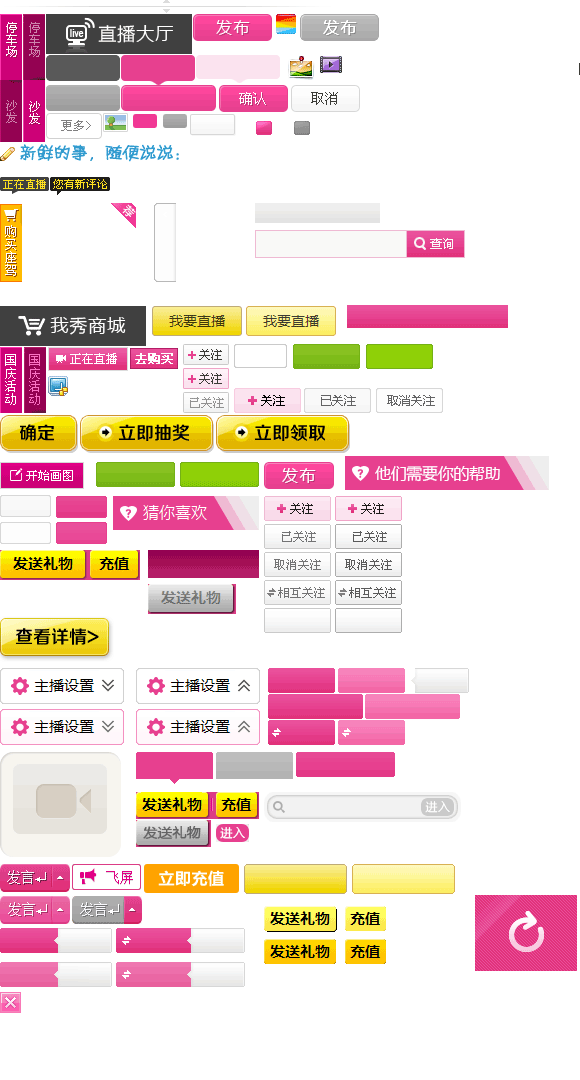 停车场
停车场
live 直播大厅
发布
发布
沙发
沙发
确认
取消
更多>
新鲜的事，随便说说：
正在直播
您有新评论
购买座驾
荐
查询
我秀商城
我要直播
我要直播
国庆活动
国庆活动
正在直播
去购买
+关注
+关注
已关注
+关注
已关注
取消关注
确定
立即抽奖
立即领取
开始画图
发布
他们需要你的帮助
猜你喜欢
+关注
+关注
已关注
已关注
取消关注
取消关注
相互关注
相互关注
发送礼物
充值
发送礼物
查看详情>
主播设置
主播设置
主播设置
主播设置
发送礼物
充值
进入
发送礼物
进入
发言
飞屏
立即充值
发言
发言
发送礼物
充值
发送礼物
充值